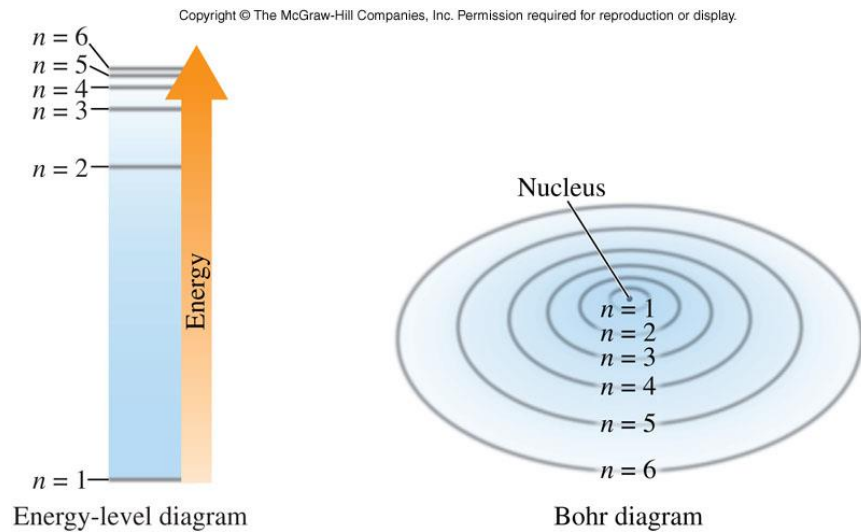 Copyright © The McGraw-Hill Companies, Inc. Permission required for reproduction or display.
n = 6
n = 5
n = 4
n = 3
n = 2
n = 1
Energy
Energy-level diagram
Nucleus
n = 1
n = 2
n = 3
n = 4
n = 5
n = 6
Bohr diagram